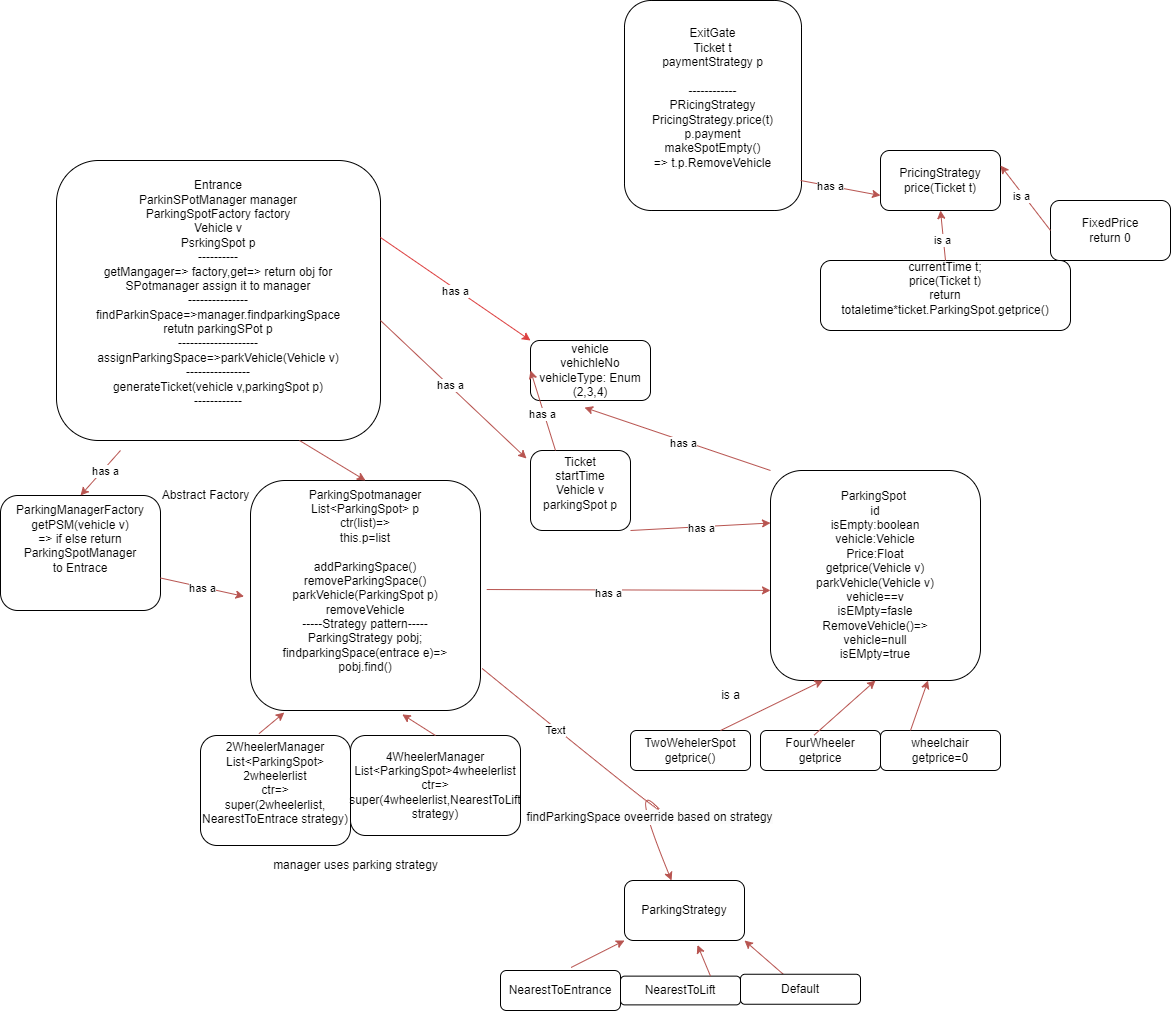 ExitGate
Ticket t
paymentStrategy p
------------
PRicingStrategy
PricingStrategy.price(t)
p.payment
makeSpotEmpty()
=> t.p.RemoveVehicle
has a
PricingStrategy
price(Ticket t)
is a
FixedPrice
return 0
is a
currentTime t;
price(Ticket t)
return
totaletime*ticket.ParkingSpot.getprice()
Entrance
ParkinSPotManager manager
ParkingSpotFactory factory
Vehicle v
PsrkingSpot p
----------
getMangager=> factory,get=> return obj for
SPotmanager assign it to manager
---------------
findParkinSpace=>manager.findparkingSpace
retutn parkingSPot p
--------------------
assignParkingSpace=>parkVehicle(Vehicle v)
----------------
generateTicket(vehicle v,parkingSpot p)
------------
has a
has a
vehicle
vehichleNo
vehicleType: Enum
(2,3,4)
has a
has a
Ticket
startTime
Vehicle v
parkingSpot p
has a
has a
Abstract Factory
ParkingManagerFactory
getPSM(vehicle v)
=> if else return
ParkingSpotManager
to Entrace
has a
ParkingSpotmanager
List<ParkingSpot> p
ctr(list)=>
this.p=list
addParkingSpace()
removeParkingSpace()
parkVehicle(ParkingSpot p)
removeVehicle
-----Strategy pattern-----
ParkingStrategy pobj;
findparkingSpace(entrace e)=>
pobj.find()
has a
ParkingSpot
id
isEmpty:boolean
vehicle:Vehicle
Price:Float
getprice(Vehicle v)
parkVehicle(Vehicle v)
vehicle==v
isEMpty=fasle
RemoveVehicle()=>
vehicle=null
isEMpty=true
is a
TwoWehelerSpot
getprice()
FourWheeler
getprice
wheelchair
getprice=0
2WheelerManager
List<ParkingSpot>
2wheelerlist
ctr=>
super(2wheelerlist,
NearestToEntrace strategy)
4WheelerManager
List<ParkingSpot>4wheelerlist
ctr=>
super(4wheelerlist,NearestToLift
strategy)
Text
findParkingSpace oveerride based on strategy
manager uses parking strategy
ParkingStrategy
NearestToEntrance
NearestToLift
Default